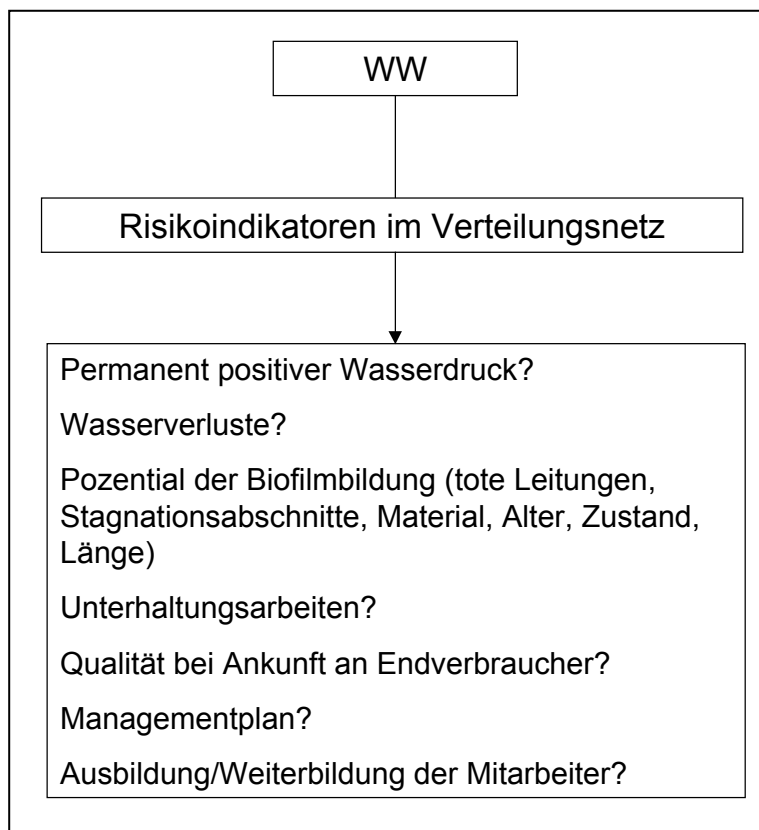 WW
Risikoindikatoren im Verteilungsnetz
Permanent positiver Wasserdruck?
Wasserverluste?
Pozential der Biofilmbildung (tote Leitungen,
Stagnationsabschnitte, Material, Alter, Zustand,
Länge)
Unterhaltungsarbeiten?
Qualität bei Ankunft an Endverbraucher?
Managementplan?
Ausbildung/Weiterbildung der Mitarbeiter?